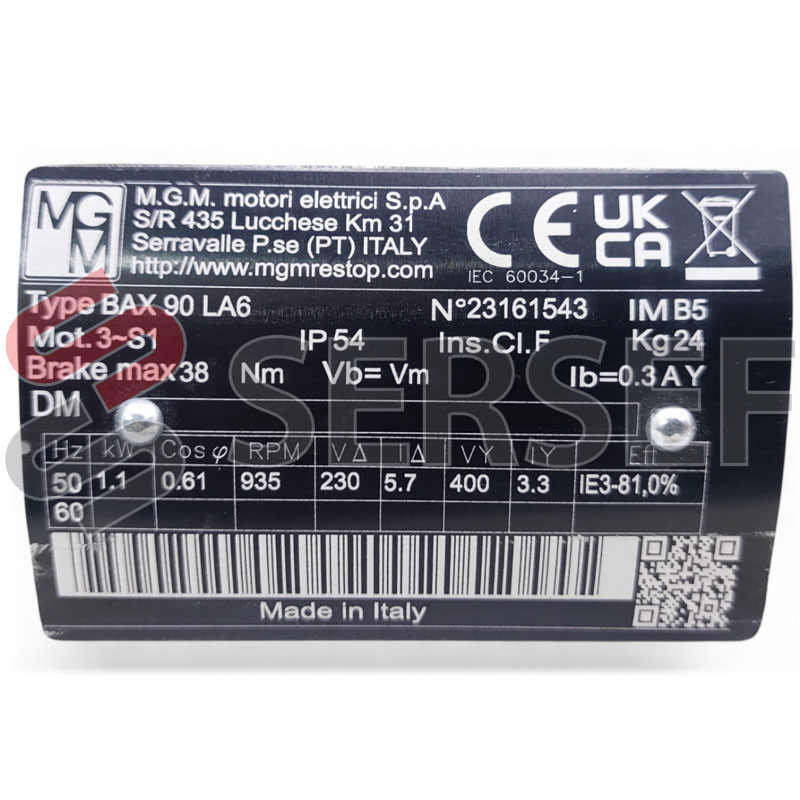 MGM
M.G.M. motori elettrici S.p.A
S/R 435 Lucchese Km 31
Serravalle P.se (PT) ITALY
http://www.mgmrestop.com
CE UK CA
IEC 60034-1
Type BAX 90 LA6 N°23161543 IM B5
Mot. 3~S1 IP 54 Ins.Cl.F Kg 24
Brake max 38 Nm Vb= Vm Ib=0.3 A Y
DM
SERSEF
Hz kW Cos φ RPM V Δ I Δ V Y I Y Eff
50 1.1 0.61 935 230 5.7 400 3.3 IE3-81,0%
60
Made in Italy